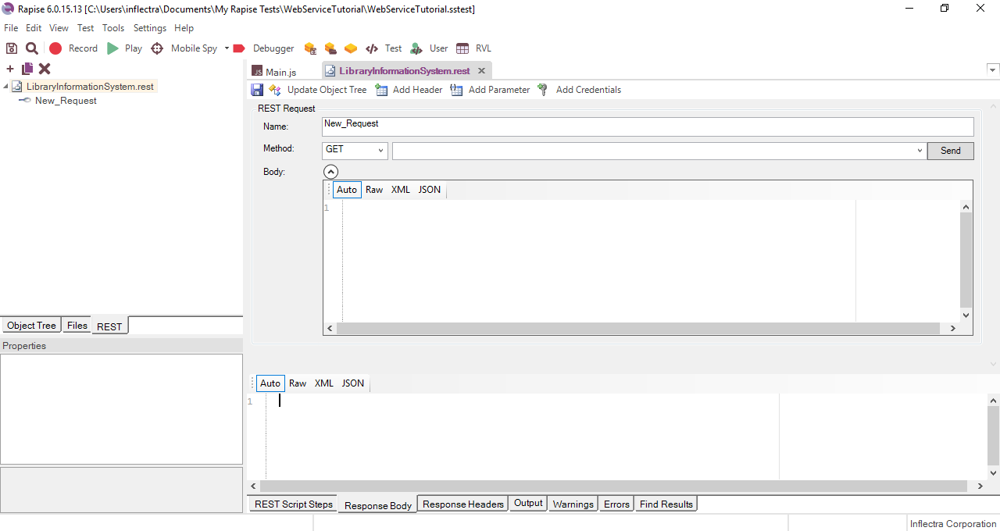 Rapise 6.0.15.13 [C:\Users\inflectra\Documents\My Rapise Tests\WebServiceTutorial\WebServiceTutorial.sstest]
File Edit View Test Tools Settings Help
Record Play Mobile Spy Debugger Test User RVL
JS Main.js LibraryInformationSystem.rest
LibraryInformationSystem.rest
New_Request
Update Object Tree Add Header Add Parameter Add Credentials
REST Request
Name: New_Request
Method: GET Send
Body:
Auto Raw XML JSON
1
Object Tree Files REST
Properties
Auto Raw XML JSON
1
REST Script Steps Response Body Response Headers Output Warnings Errors Find Results
Inflectra Corporation